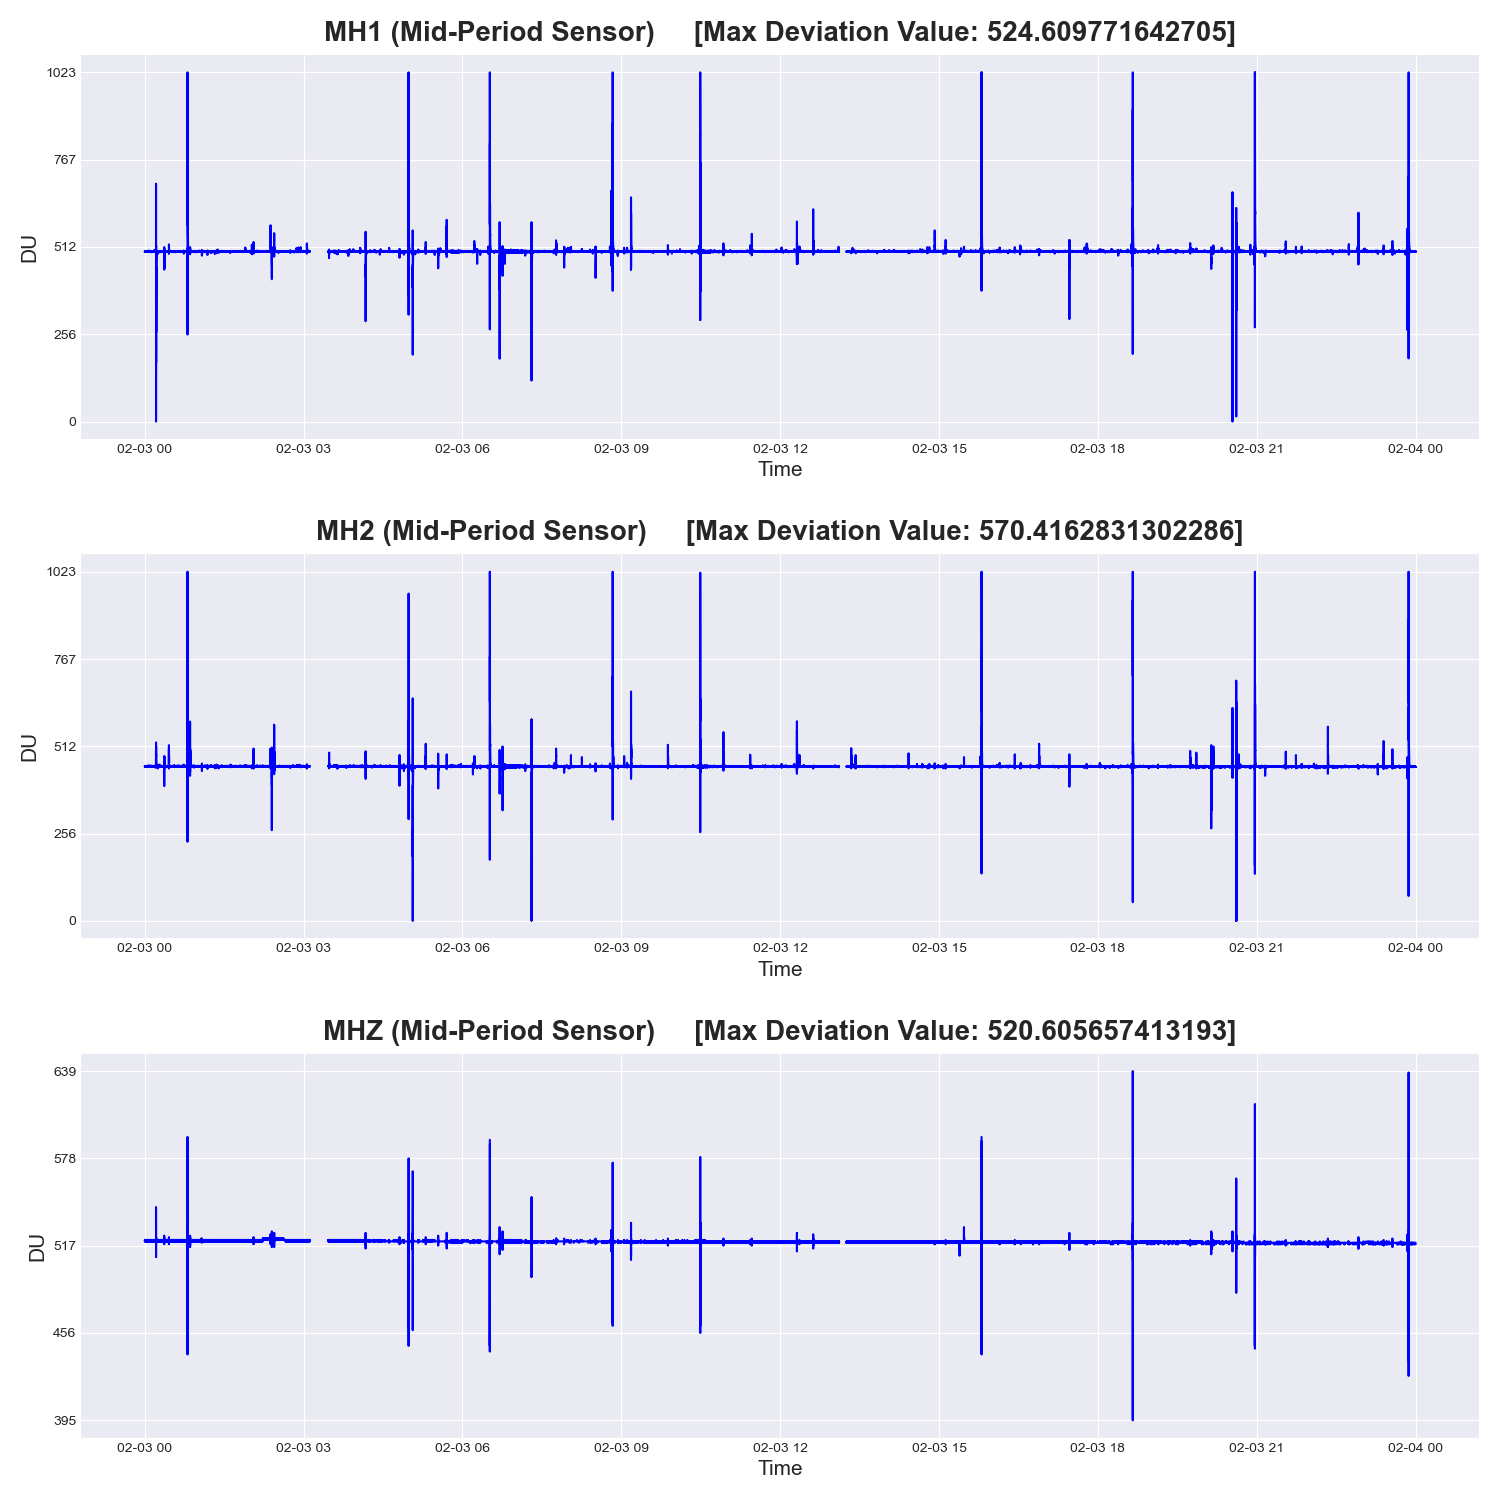 MH1 (Mid-Period Sensor) [Max Deviation Value: 524.609771642705]
1023
767
512
256
0
DU
02-03 00 02-03 03 02-03 06 02-03 09 02-03 12 02-03 15 02-03 18 02-03 21 02-04 00
Time
MH2 (Mid-Period Sensor) [Max Deviation Value: 570.4162831302286]
1023
767
512
256
0
DU
02-03 00 02-03 03 02-03 06 02-03 09 02-03 12 02-03 15 02-03 18 02-03 21 02-04 00
Time
MHZ (Mid-Period Sensor) [Max Deviation Value: 520.605657413193]
639
578
517
456
395
DU
02-03 00 02-03 03 02-03 06 02-03 09 02-03 12 02-03 15 02-03 18 02-03 21 02-04 00
Time